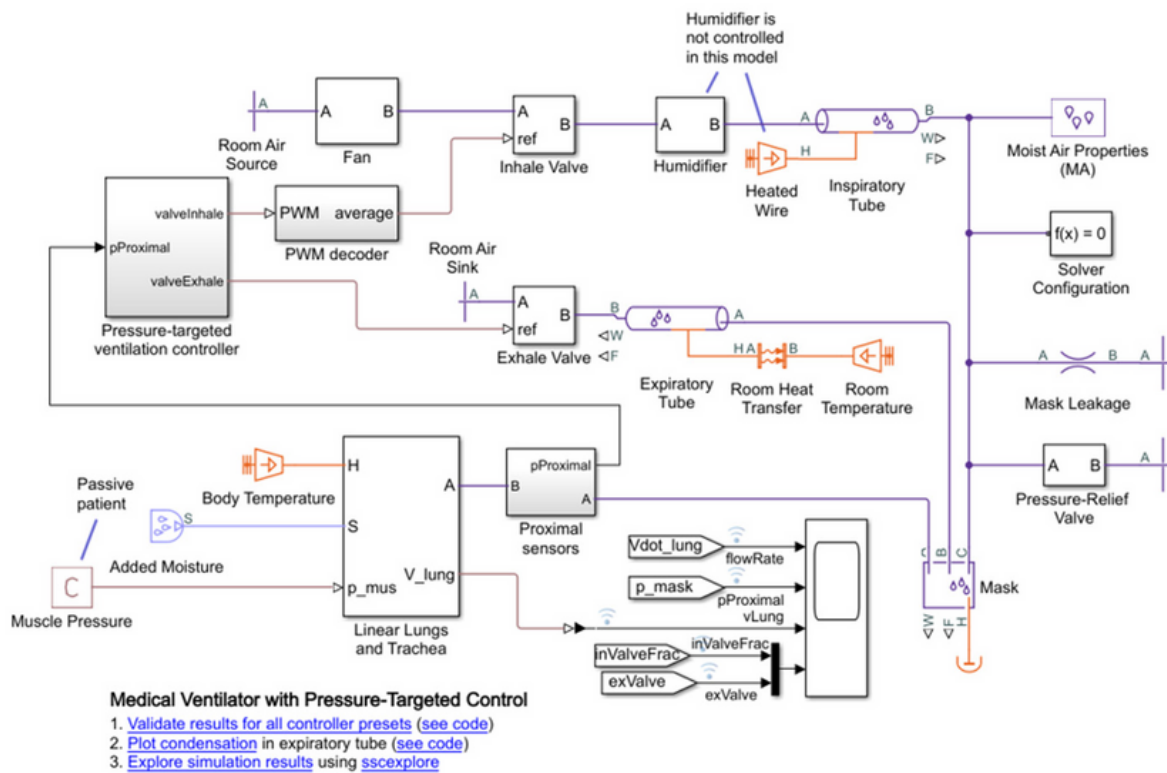 Humidifier is
not controlled
in this model
A
A B
Room Air
Source
Fan
A
ref
B
Inhale Valve
A B
Humidifier
A
B
W
F
H
Heated
Wire
Inspiratory
Tube
Moist Air Properties
(MA)
valveInhale
pProximal
valveExhale
Pressure-targeted
ventilation controller
PWM average
PWM decoder
Room Air
Sink
A
A
ref
B
Exhale Valve
B
W
F
A
Expiratory
Tube
H A B
Room Heat
Transfer
Room
Temperature
f(x) = 0
Solver
Configuration
A B A
Mask Leakage
A B A
Pressure-Relief
Valve
Passive
patient
C
Muscle Pressure
S
Added Moisture
Body Temperature
H
S
p_mus
A
V_lung
Linear Lungs
and Trachea
B
pProximal
A
Proximal
sensors
Vdot_lung
flowRate
p_mask
pProximal
vLung
inValveFrac
inValveFrac
exValve
exValve
B C
W F H
Mask
Medical Ventilator with Pressure-Targeted Control
1. Validate results for all controller presets (see code)
2. Plot condensation in expiratory tube (see code)
3. Explore simulation results using sscexplore